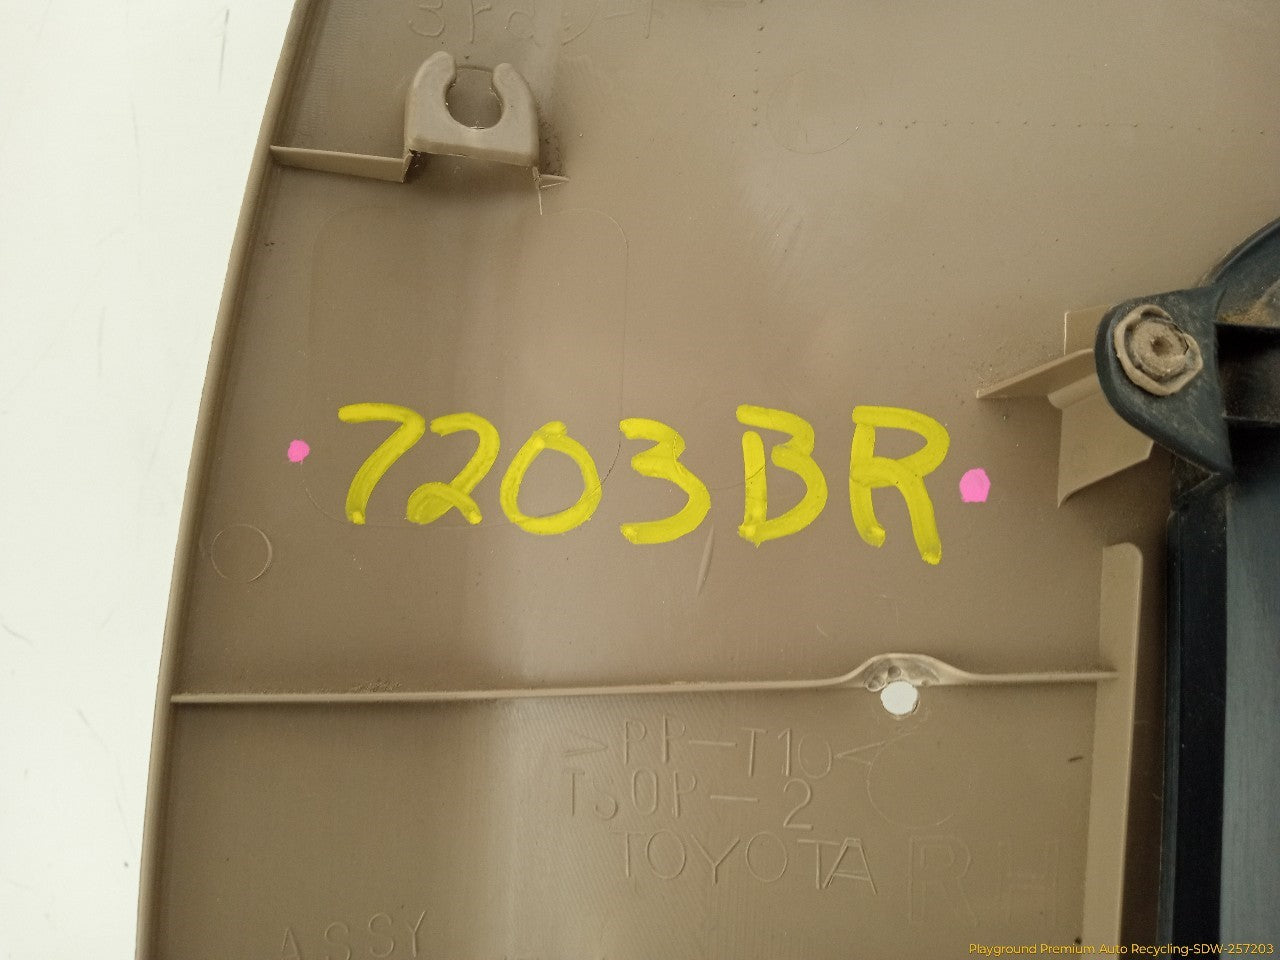 7203BR
>PP-T10<
TSOP-2
TOYOTA RH
ASSY
Playground Premium Auto Recycling-SDW-257203